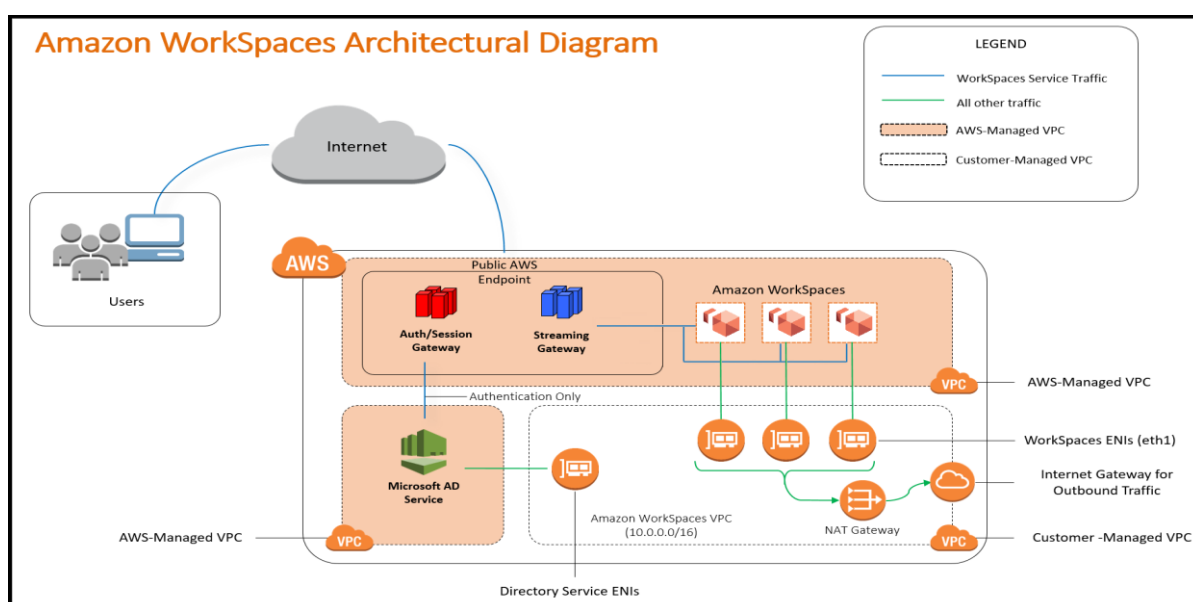 Amazon WorkSpaces Architectural Diagram
LEGEND
WorkSpaces Service Traffic
All other traffic
AWS-Managed VPC
Customer-Managed VPC
Internet
Users
AWS
Public AWS
Endpoint
Auth/Session
Gateway
Streaming
Gateway
Amazon WorkSpaces
VPC
AWS-Managed VPC
Authentication Only
Microsoft AD
Service
WorkSpaces ENIs (eth1)
Internet Gateway for
Outbound Traffic
NAT Gateway
Amazon WorkSpaces VPC
(10.0.0.0/16)
AWS-Managed VPC
VPC
VPC
Customer -Managed VPC
Directory Service ENIs